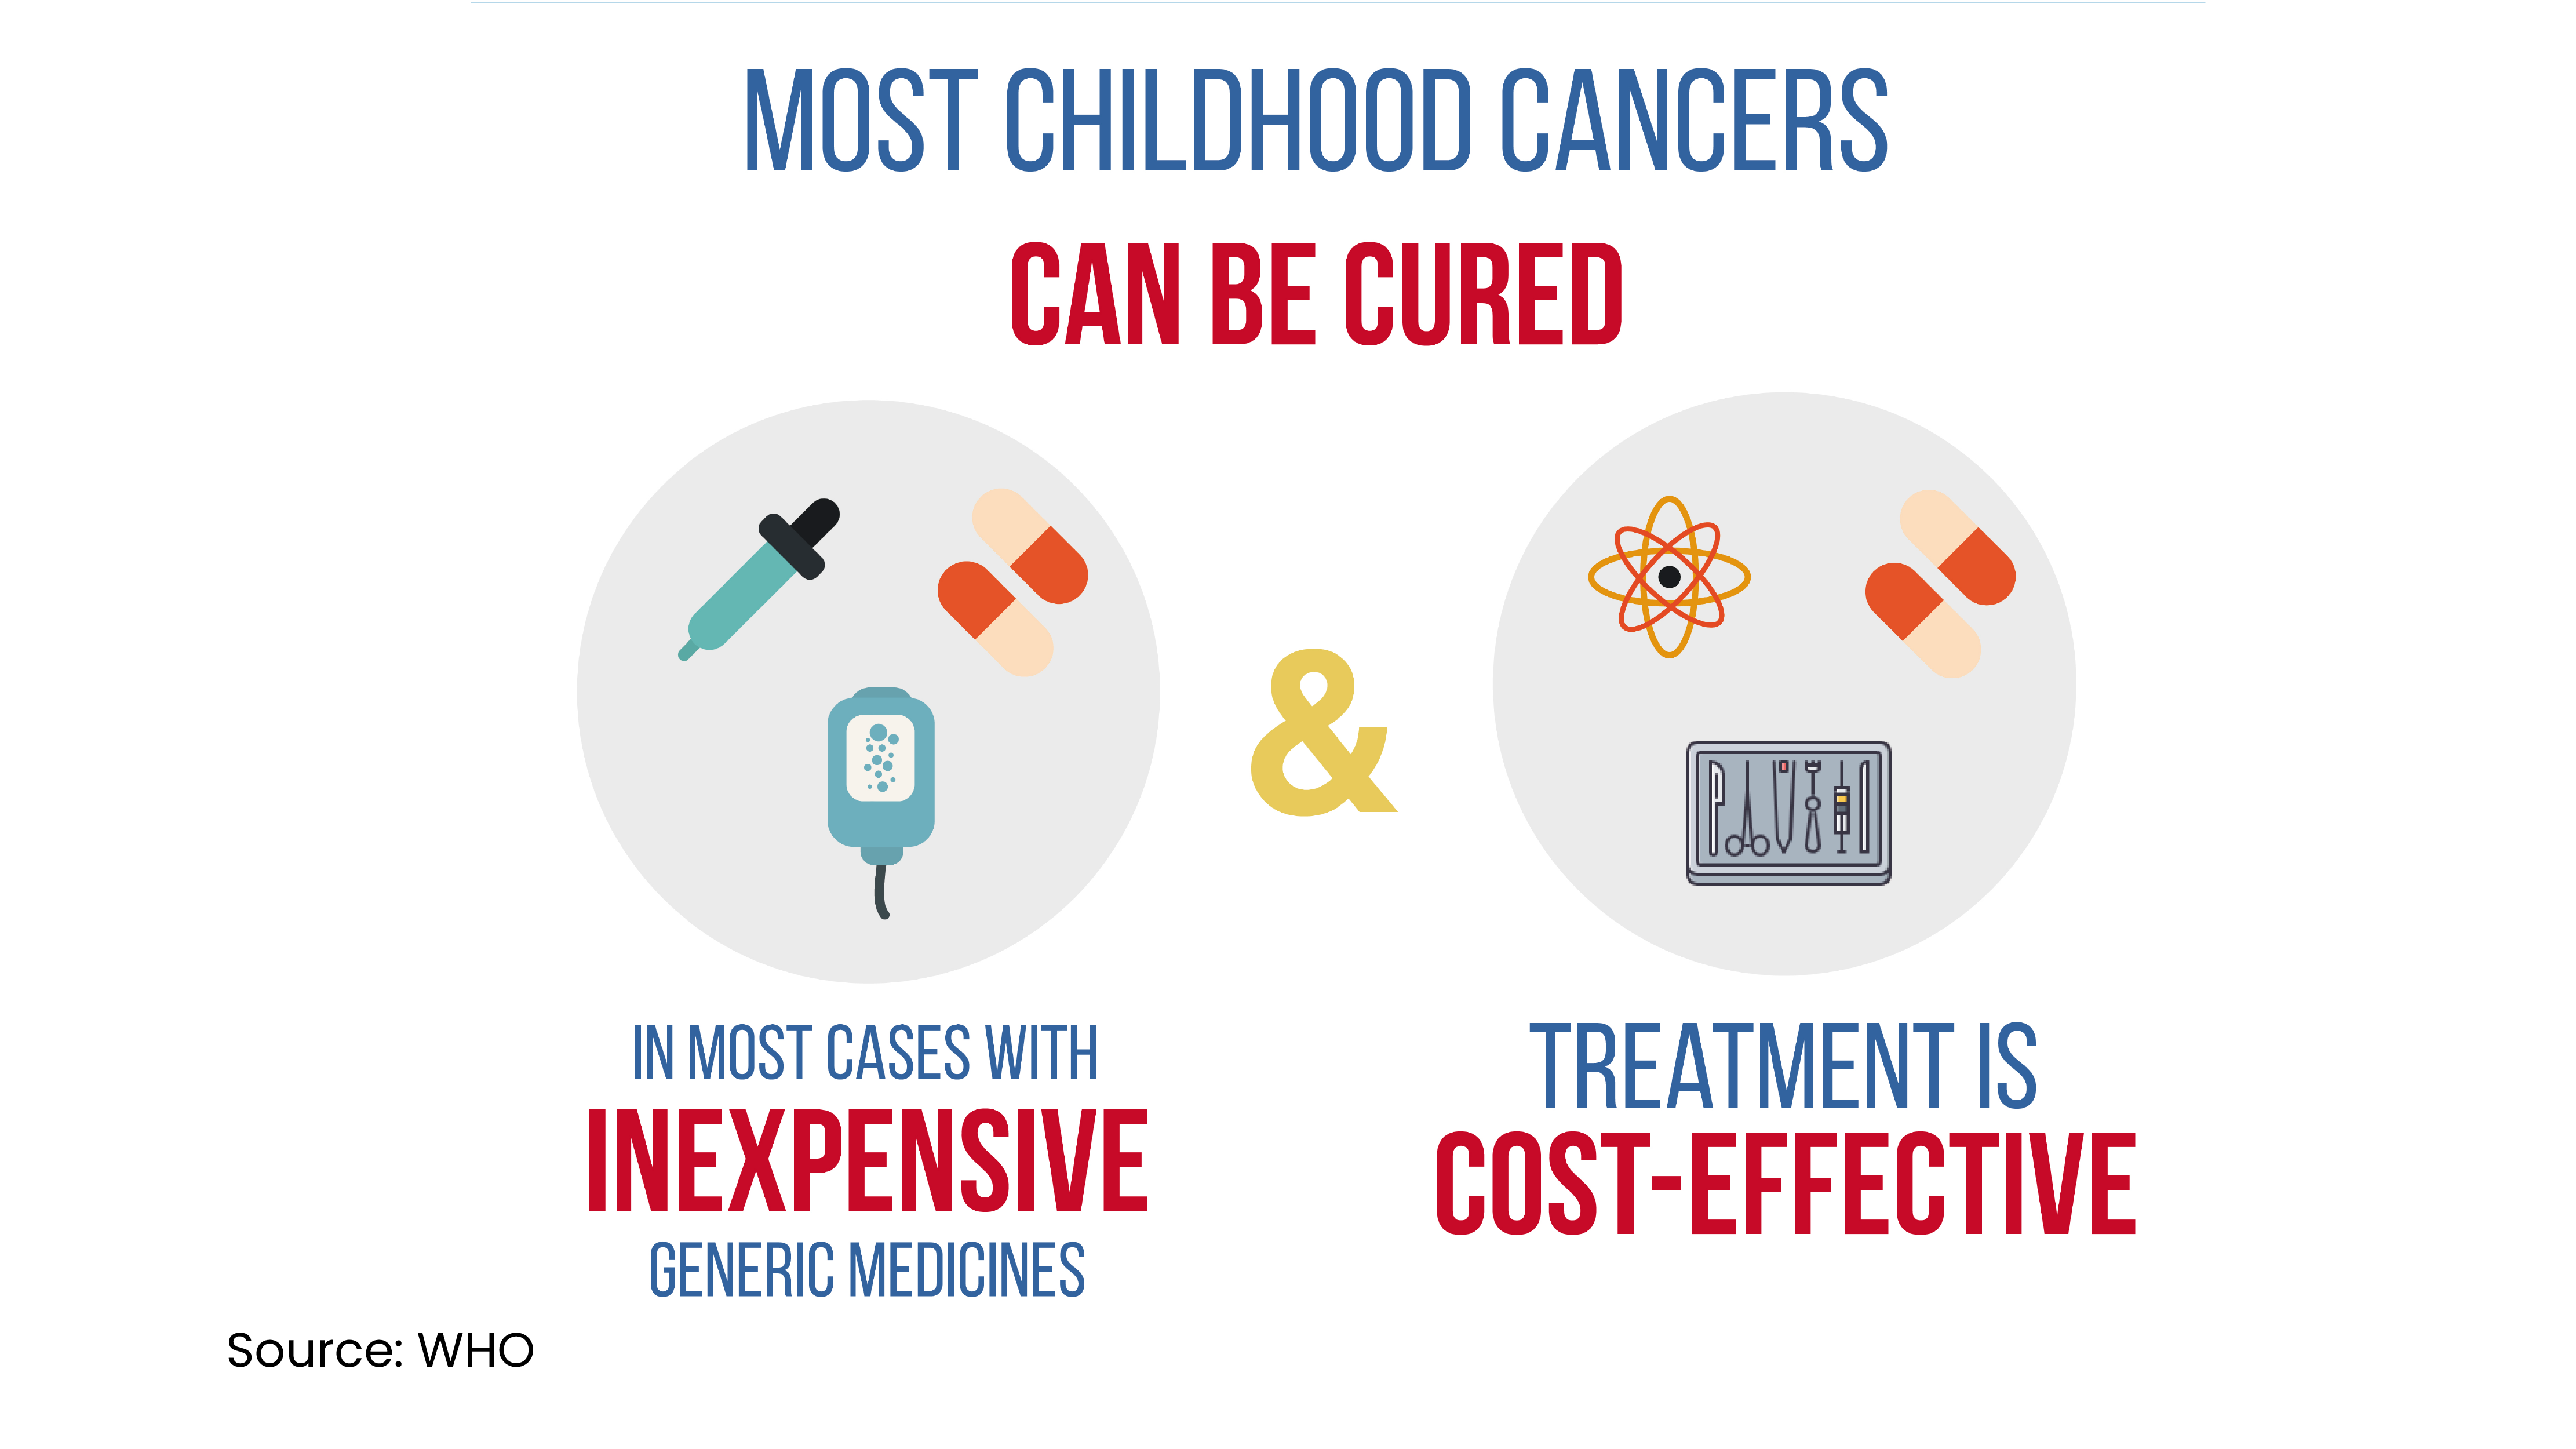 MOST CHILDHOOD CANCERS
CAN BE CURED
&
IN MOST CASES WITH
INEXPENSIVE
GENERIC MEDICINES
TREATMENT IS
COST-EFFECTIVE
Source: WHO